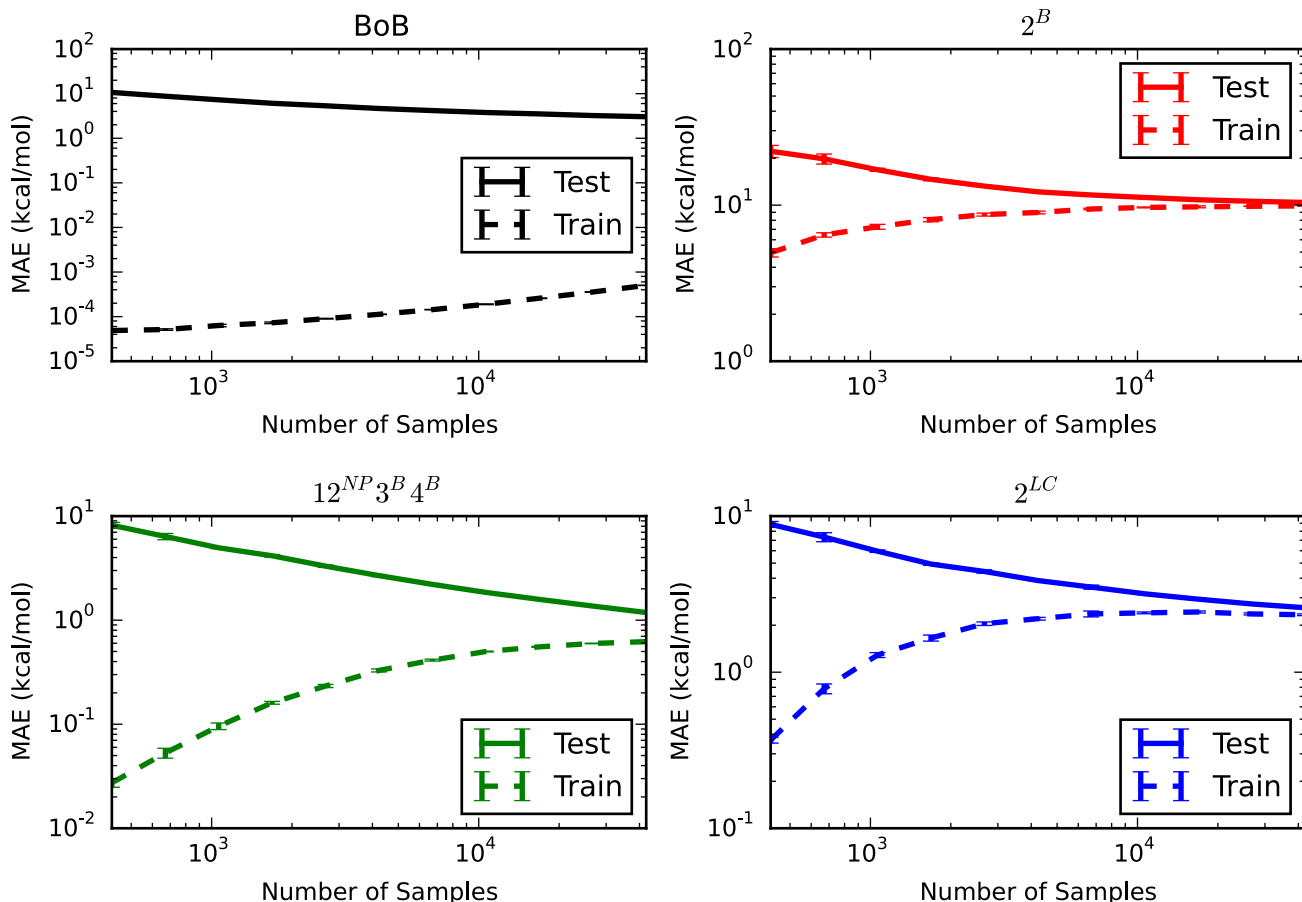 BoB
10^2
10^1
10^0
10^-1
10^-2
10^-3
10^-4
10^-5
MAE (kcal/mol)
Test
Train
10^3 10^4
Number of Samples
2^B
10^2
10^1
10^0
MAE (kcal/mol)
Test
Train
10^3 10^4
Number of Samples
12^{NP}3^B4^B
10^1
10^0
10^-1
10^-2
MAE (kcal/mol)
Test
Train
10^3 10^4
Number of Samples
2^{LC}
10^1
10^0
10^-1
MAE (kcal/mol)
Test
Train
10^3 10^4
Number of Samples